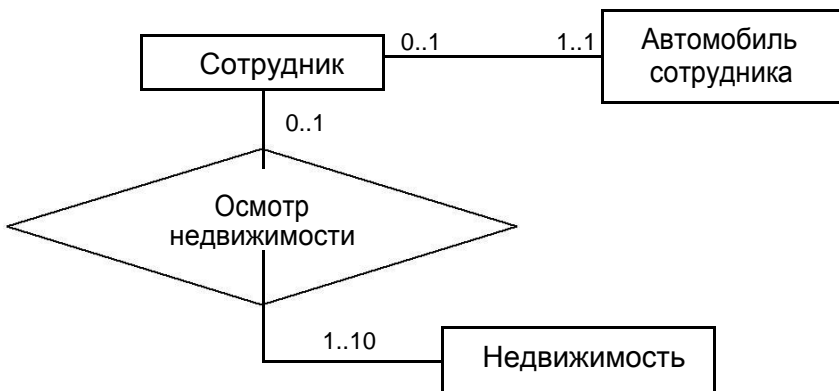 Сотрудник
0..1
1..1
Автомобиль
сотрудника
0..1
Осмотр
недвижимости
1..10
Недвижимость